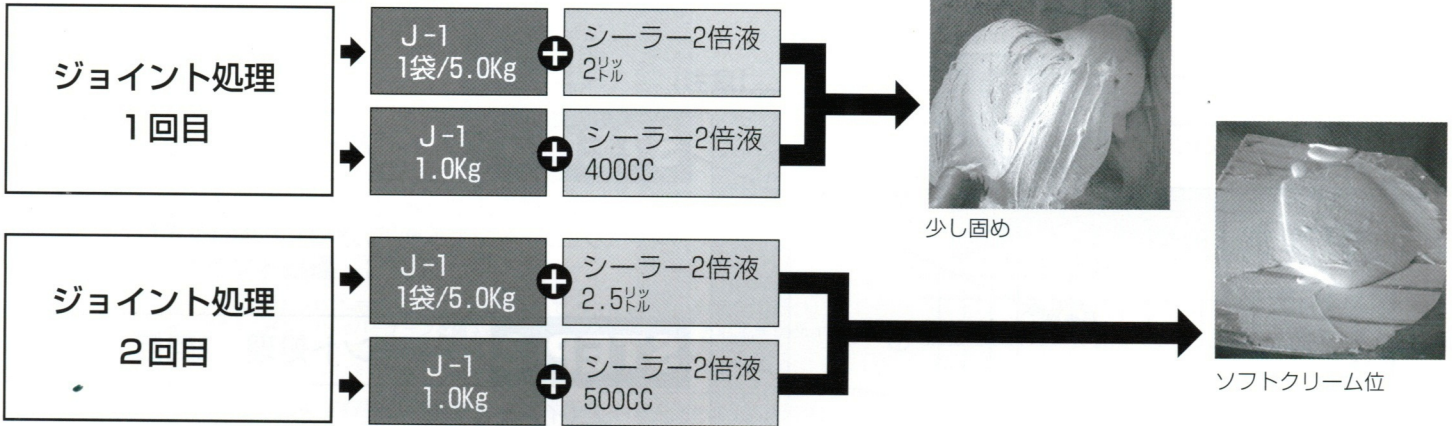 ジョイント処理
1回目
J-1
1袋/5.0Kg
+
シーラー2倍液
2リットル
J-1
1.0Kg
+
シーラー2倍液
400CC
少し固め
ジョイント処理
2回目
J-1
1袋/5.0Kg
+
シーラー2倍液
2.5リットル
J-1
1.0Kg
+
シーラー2倍液
500CC
ソフトクリーム位